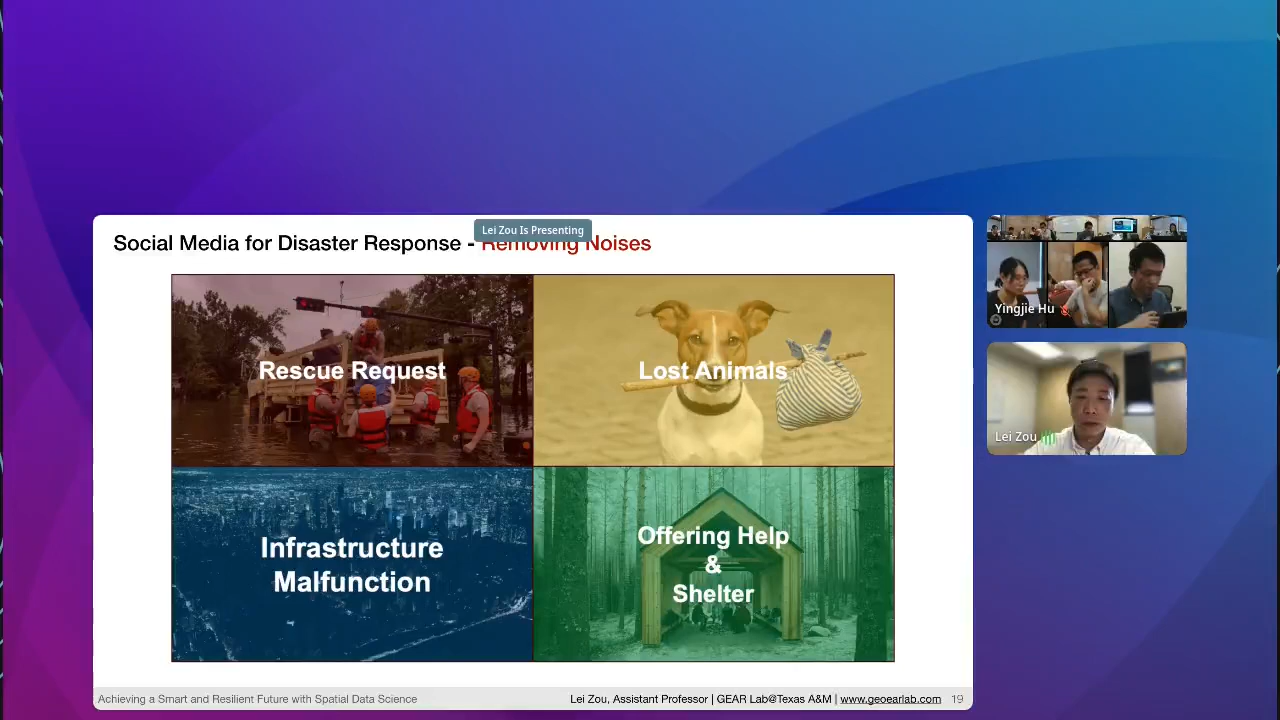 Lei Zou Is Presenting
Social Media for Disaster Response - Removing Noises
Rescue Request
Lost Animals
Infrastructure
Malfunction
Offering Help
&
Shelter
Achieving a Smart and Resilient Future with Spatial Data Science
Lei Zou, Assistant Professor | GEAR Lab@Texas A&M | www.geoearlab.com 19
Yingjie Hu
Lei Zou